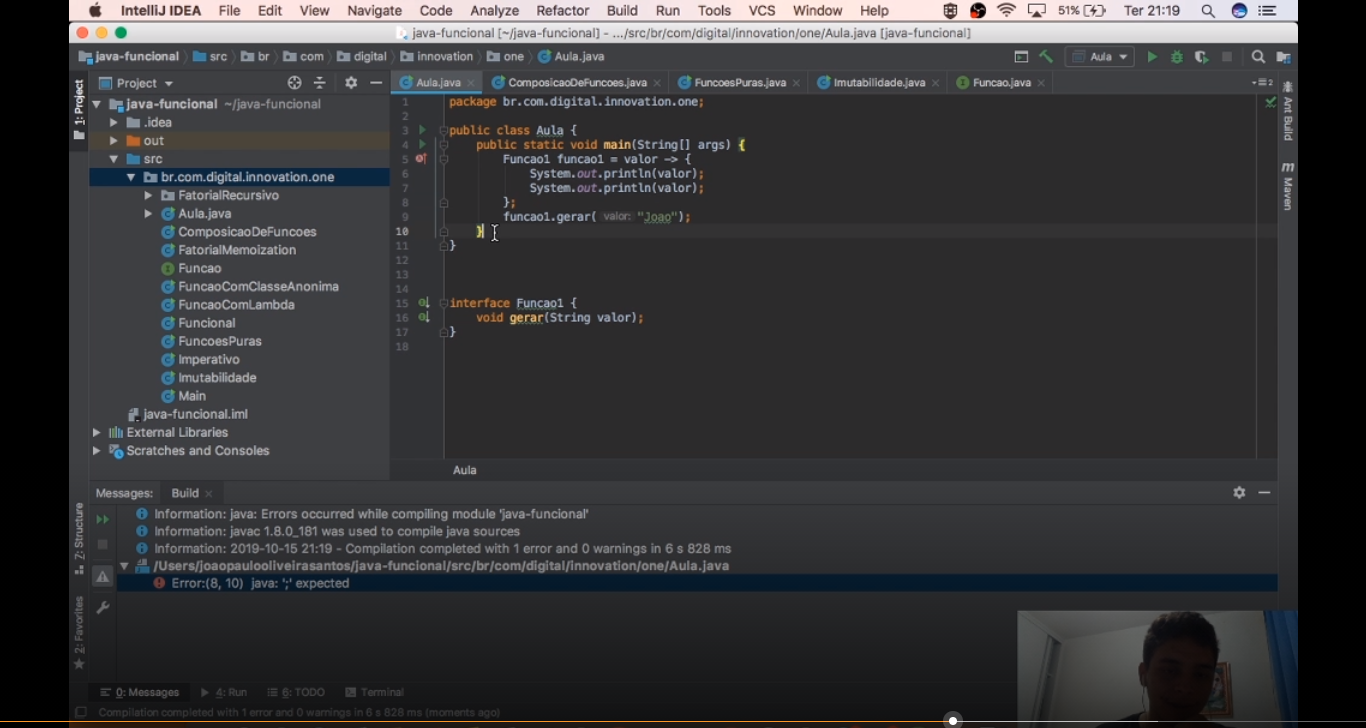 IntelliJ IDEA File Edit View Navigate Code Analyze Refactor Build Run Tools VCS Window Help 51% Ter 21:19
java-funcional [~/java-funcional] - .../src/br/com/digital/innovation/one/Aula.java [java-funcional]
java-funcional src br com digital innovation one Aula.java Aula
1: Project
Project
Aula.java ComposicaoDeFuncoes.java FuncoesPuras.java Imutabilidade.java Funcao.java
java-funcional ~/java-funcional
.idea
out
src
br.com.digital.innovation.one
FatorialRecursivo
Aula.java
ComposicaoDeFuncoes
FatorialMemoization
Funcao
FuncaoComClasseAnonima
FuncaoComLambda
Funcional
FuncoesPuras
Imperativo
Imutabilidade
Main
java-funcional.iml
External Libraries
Scratches and Consoles
1 package br.com.digital.innovation.one;
2
3 public class Aula {
4 public static void main(String[] args) {
5 Funcao1 funcao1 = valor -> {
6 System.out.println(valor);
7 System.out.println(valor);
8 };
9 funcao1.gerar( valor: "Joao");
10 }
11 }
12
13
14
15 interface Funcao1 {
16 void gerar(String valor);
17 }
18
Aula
Ant Build
Maven
Messages: Build
Information: java: Errors occurred while compiling module 'java-funcional'
Information: javac 1.8.0_181 was used to compile java sources
Information: 2019-10-15 21:19 - Compilation completed with 1 error and 0 warnings in 6 s 828 ms
/Users/joaopaulooliveirasantos/java-funcional/src/br/com/digital/innovation/one/Aula.java
Error:(8, 10) java: ';' expected
7: Structure
2: Favorites
0: Messages 4: Run 6: TODO Terminal
Compilation completed with 1 error and 0 warnings in 6 s 828 ms (moments ago)